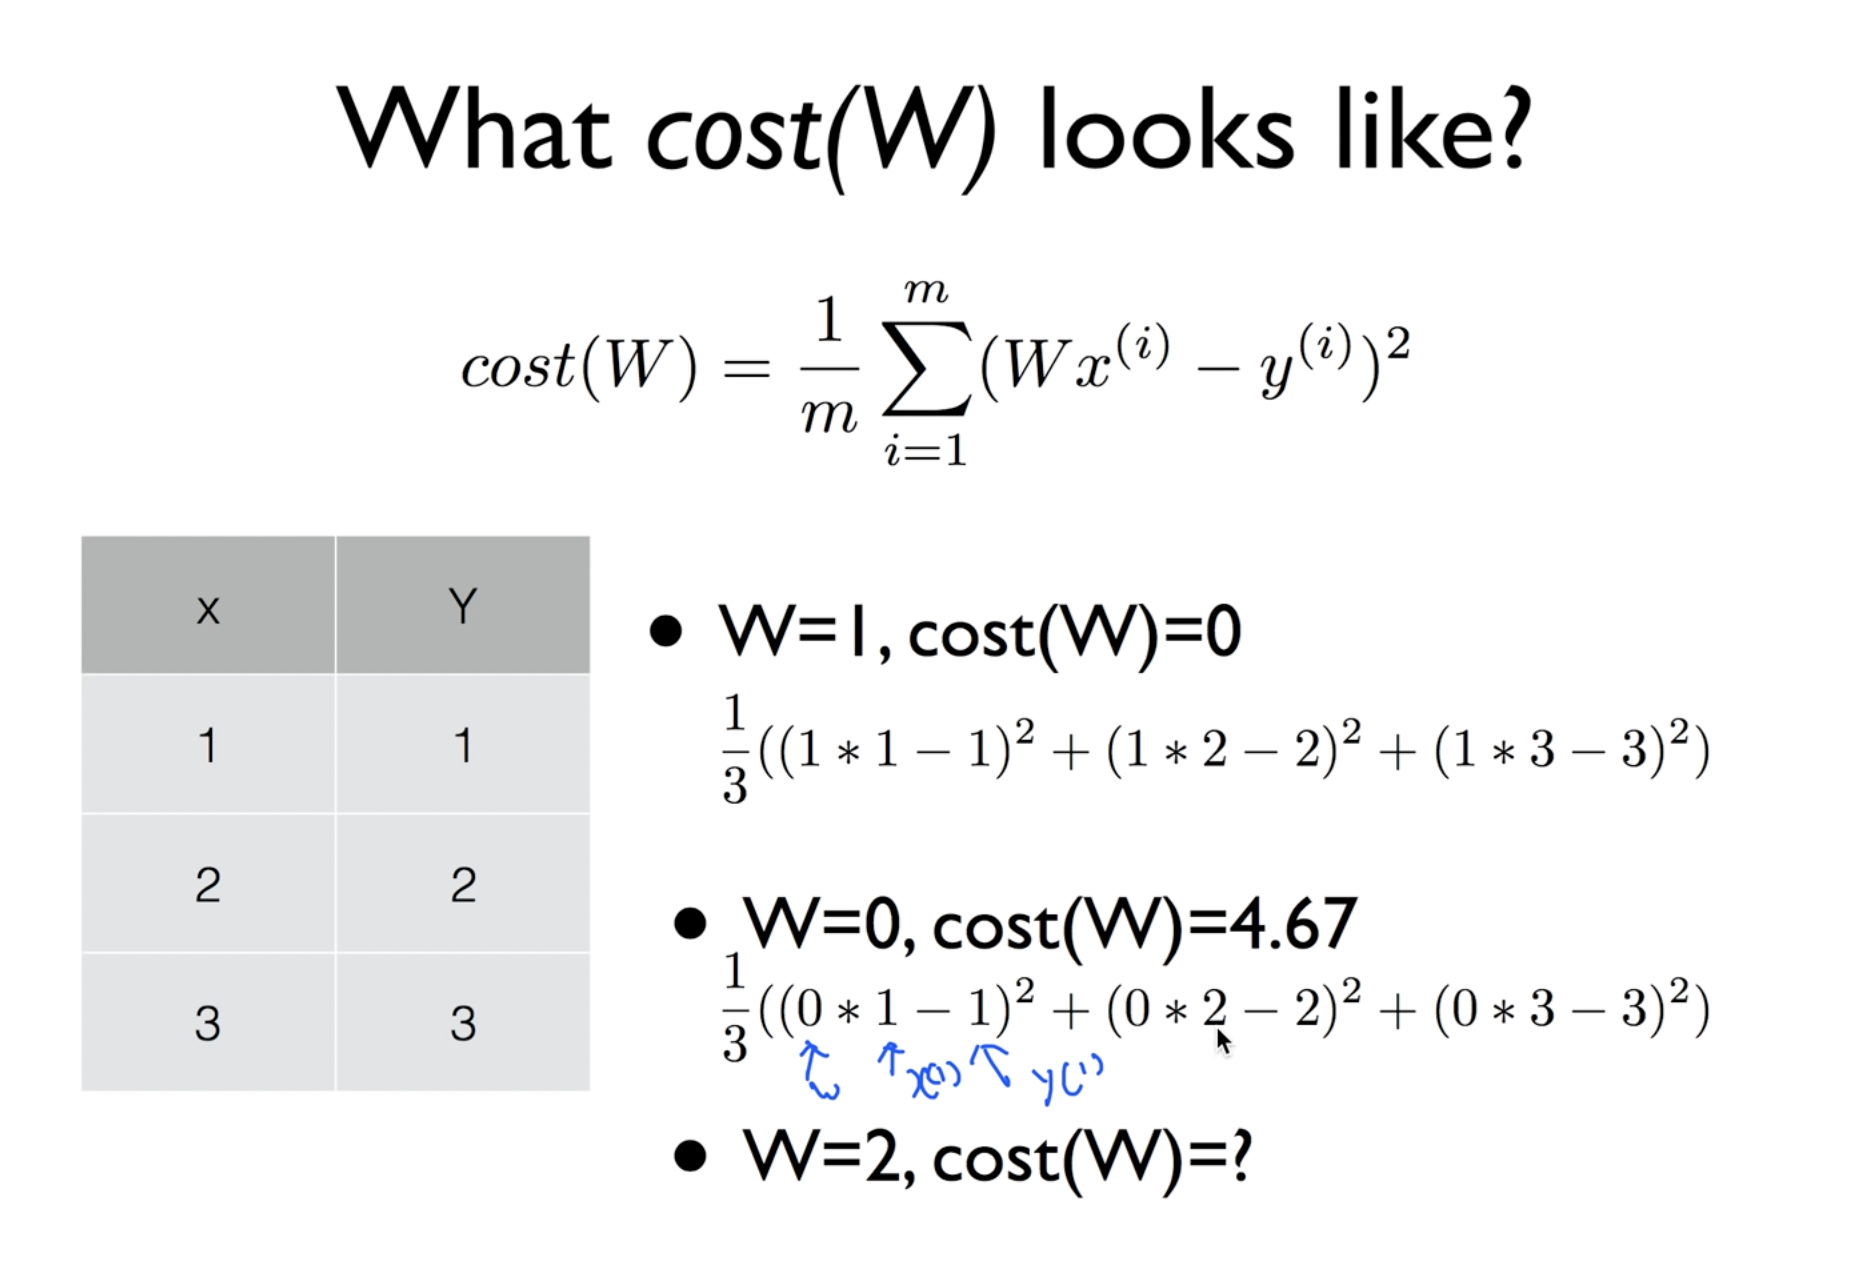 What cost(W) looks like?
cost(W) = \frac{1}{m} \sum_{i=1}^{m} (Wx^{(i)} - y^{(i)})^2
x Y
1 1
2 2
3 3
• W=1, cost(W)=0
\frac{1}{3}((1 * 1 - 1)^2 + (1 * 2 - 2)^2 + (1 * 3 - 3)^2)
• W=0, cost(W)=4.67
\frac{1}{3}((0 * 1 - 1)^2 + (0 * 2 - 2)^2 + (0 * 3 - 3)^2)
w x(1) y(1)
• W=2, cost(W)=?